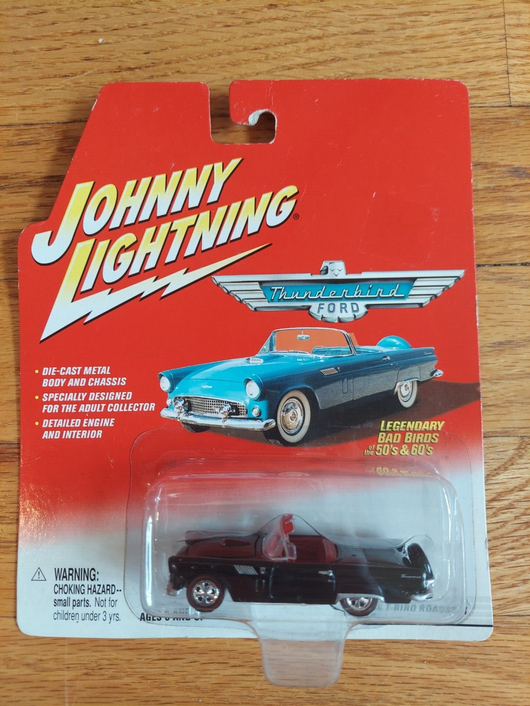 JOHNNY
LIGHTNING®
Thunderbird
FORD
• DIE-CAST METAL
BODY AND CHASSIS
• SPECIALLY DESIGNED
FOR THE ADULT COLLECTOR
• DETAILED ENGINE
AND INTERIOR
LEGENDARY
BAD BIRDS
of the 50's & 60's
WARNING:
CHOKING HAZARD--
small parts. Not for
children under 3 yrs.
AGES